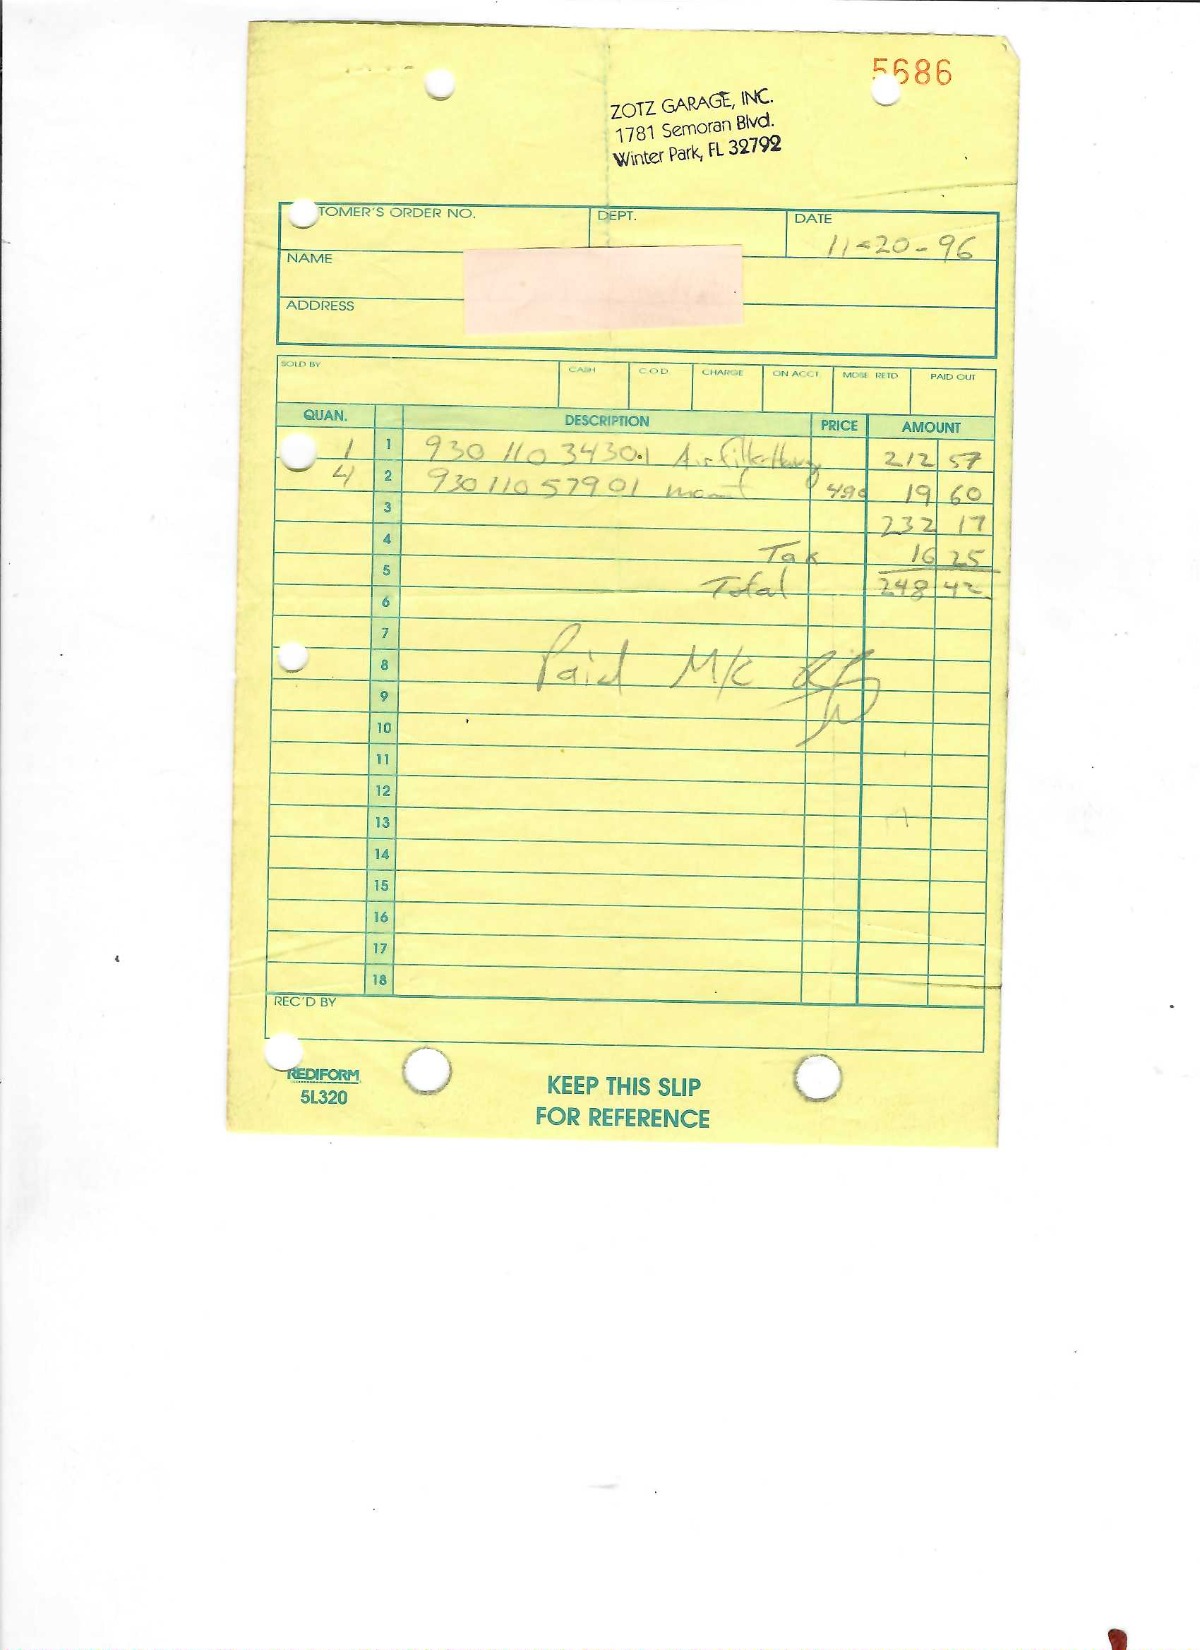 5686
ZOTZ GARAGE, INC.
1781 Semoran Blvd.
Winter Park, FL 32792
TOMER'S ORDER NO. DEPT. DATE
11-20-96
NAME
ADDRESS
SOLD BY CASH C.O.D. CHARGE ON ACCT. MDSE RETD PAID OUT
QUAN. DESCRIPTION PRICE AMOUNT
1 1 930 110 34301 Air Filter 212 57
4 2 930 110 579 01 mount 490 19 60
3 232 17
4 Tax 16 25
5 Total 248 42
6
7
8 Paid M/C
9
10
11
12
13
14
15
16
17
18
REC'D BY
REDIFORM
5L320
KEEP THIS SLIP
FOR REFERENCE